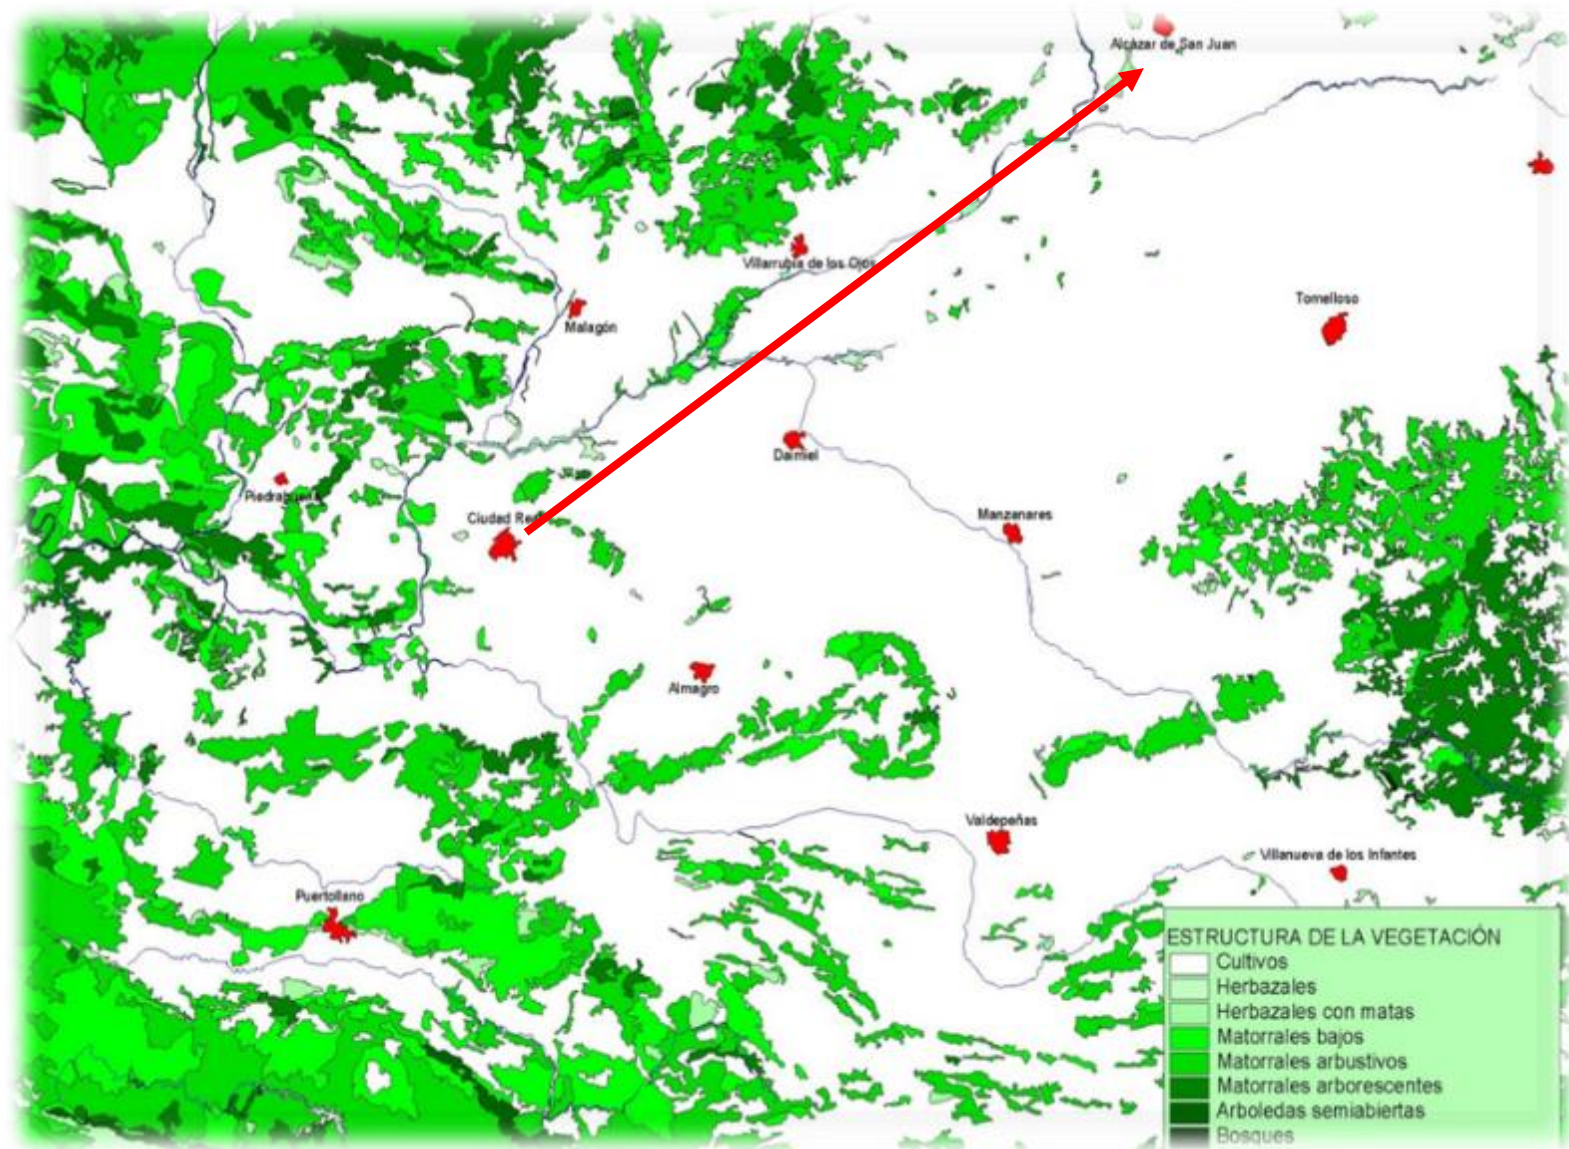 Alcázar de San Juan
Villarrubia de los Ojos
Tomelloso
Malagón
Daimiel
Piedrabuena
Ciudad Real
Manzanares
Almagro
Valdepeñas
Villanueva de los Infantes
Puertollano
ESTRUCTURA DE LA VEGETACIÓN
Cultivos
Herbazales
Herbazales con matas
Matorrales bajos
Matorrales arbustivos
Matorrales arborescentes
Arboledas semiabiertas
Bosques